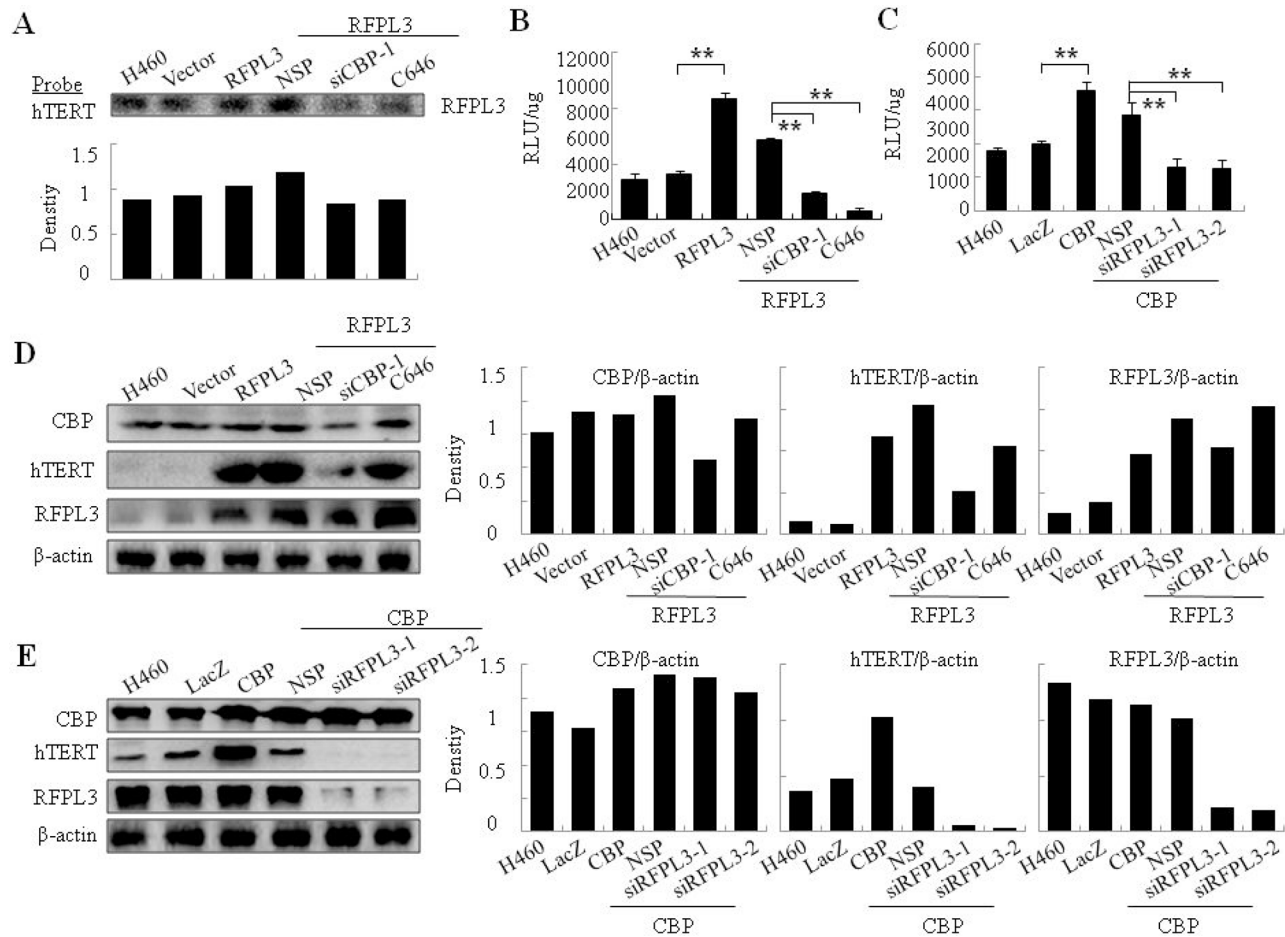 A
RFPL3
H460 Vector RFPL3 NSP siCBP-1 C646
Probe
hTERT
RFPL3
Denstiy
1.5
1
0.5
0
B
RLU/ug
12000
10000
8000
6000
4000
2000
0
**
**
**
H460 Vector RFPL3 NSP siCBP-1 C646
RFPL3
C
RLU/ug
6000
5000
4000
3000
2000
1000
0
**
**
**
H460 LacZ CBP NSP siRFPL3-1 siRFPL3-2
CBP
D
RFPL3
H460 Vector RFPL3 NSP siCBP-1 C646
CBP
hTERT
RFPL3
β-actin
Denstiy
1.5
1
0.5
0
CBP/β-actin
hTERT/β-actin
RFPL3/β-actin
H460 Vector RFPL3 NSP siCBP-1 C646
RFPL3
H460 Vector RFPL3 NSP siCBP-1 C646
RFPL3
H460 Vector RFPL3 NSP siCBP-1 C646
RFPL3
E
CBP
H460 LacZ CBP NSP siRFPL3-1 siRFPL3-2
CBP
hTERT
RFPL3
β-actin
Denstiy
1.5
1
0.5
0
CBP/β-actin
hTERT/β-actin
RFPL3/β-actin
H460 LacZ CBP NSP siRFPL3-1 siRFPL3-2
CBP
H460 LacZ CBP NSP siRFPL3-1 siRFPL3-2
CBP
H460 LacZ CBP NSP siRFPL3-1 siRFPL3-2
CBP